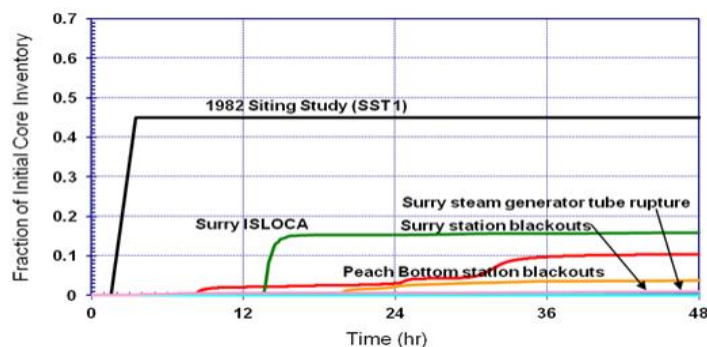 0.7
0.6
0.5
1982 Siting Study (SST1)
0.4
0.3
Surry steam generator tube rupture
0.2
Surry ISLOCA
Surry station blackouts
0.1
Peach Bottom station blackouts
0
0
12
24
36
48
Time (hr)
Fraction of Initial Core Inventory